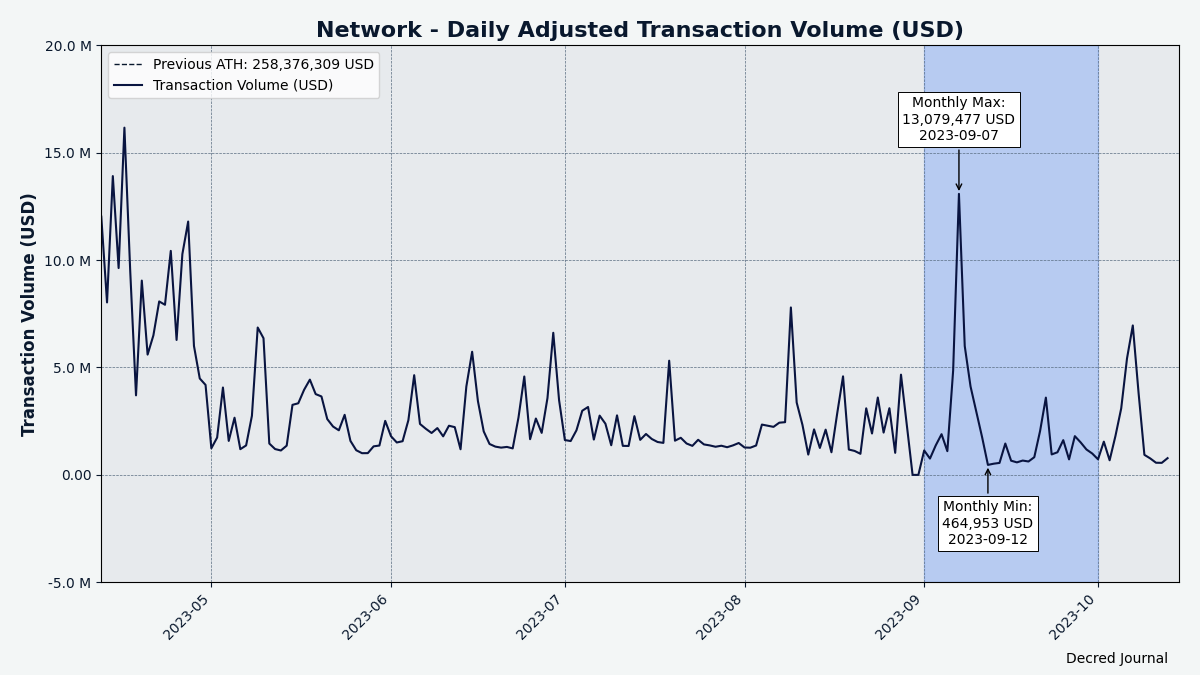 Network - Daily Adjusted Transaction Volume (USD)
Transaction Volume (USD)
20.0 M
15.0 M
10.0 M
5.0 M
0.00
-5.0 M
Previous ATH: 258,376,309 USD
Transaction Volume (USD)
Monthly Max:
13,079,477 USD
2023-09-07
Monthly Min:
464,953 USD
2023-09-12
2023-05
2023-06
2023-07
2023-08
2023-09
2023-10
Decred Journal